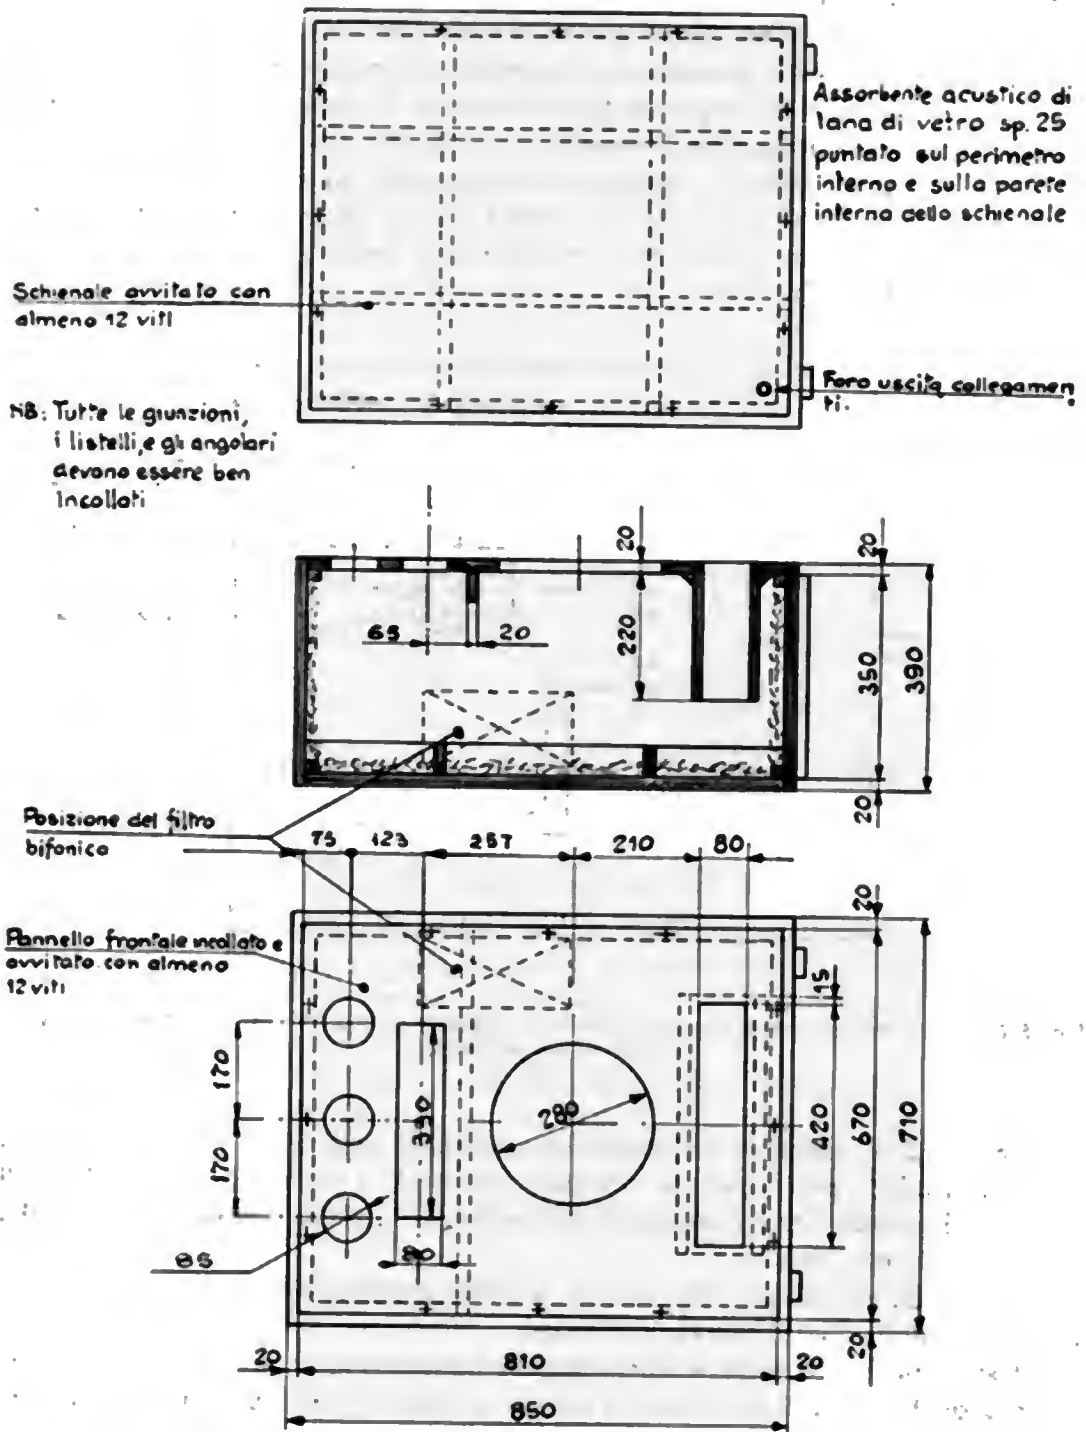 Assorbente acustico di
lana di vetro sp. 25
puntato sul perimetro
interno e sulla parete
interna dello schienale
Schienale avvitato con
almeno 12 viti
Foro uscita collegamen
ti.
NB: Tutte le giunzioni,
i listelli, e gli angolari
devono essere ben
incollati
20
20
65
20
220
350
390
20
Posizione del filtro
bifonico
75
123
257
210
80
20
Pannello frontale incollato e
avvitato con almeno
12 viti
15
170
330
280
420
670
710
170
85
80
20
810
20
20
850